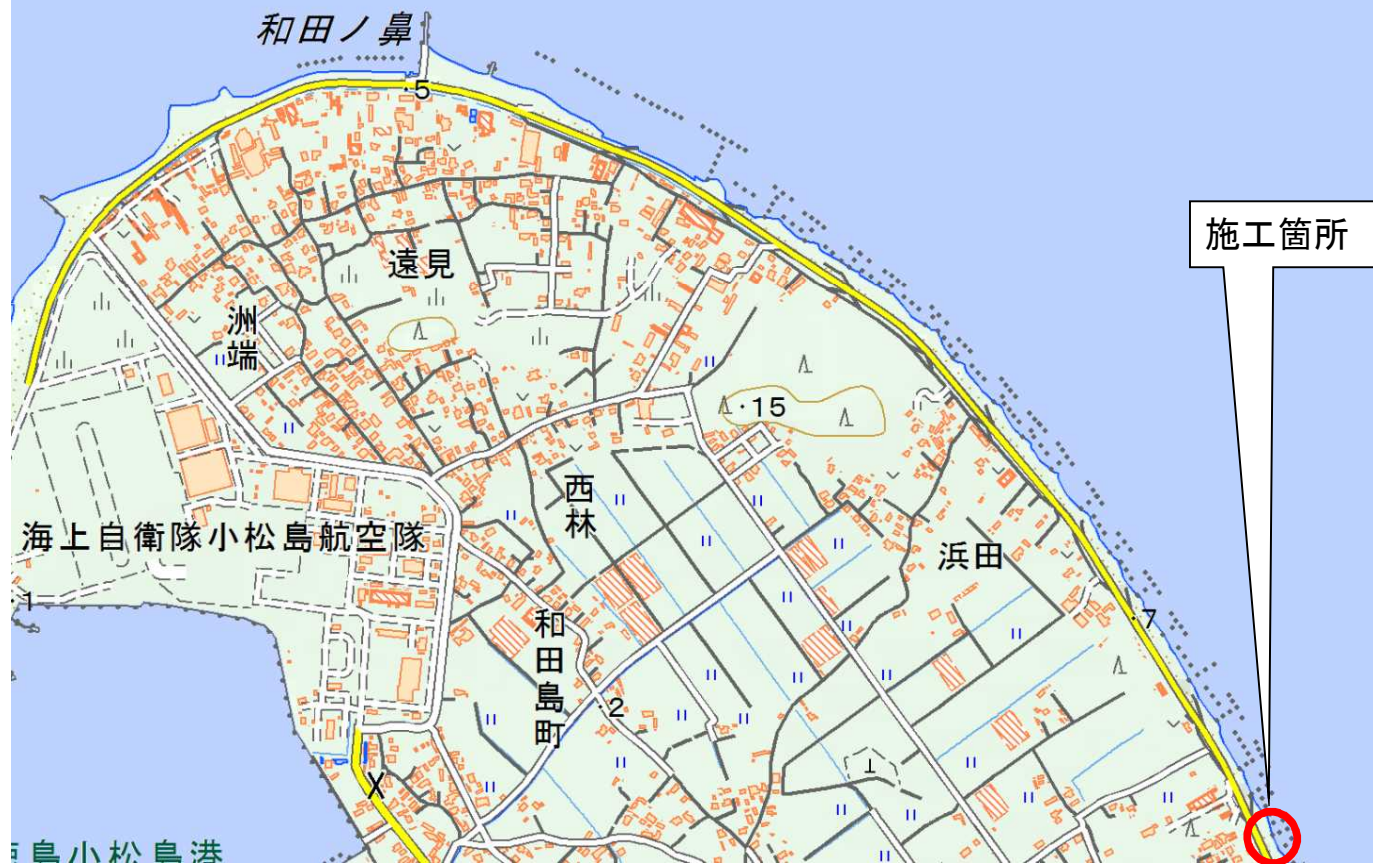 和田ノ鼻
・5
施工箇所
遠見
洲端
・15
西林
海上自衛隊小松島航空隊
浜田
・1
・7
和田島町
・2
島小松島港